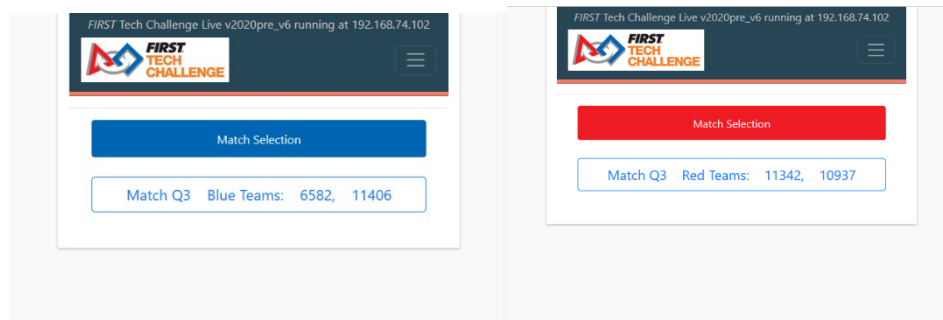 FIRST Tech Challenge Live v2020pre_v6 running at 192.168.74.102
FIRST
TECH
CHALLENGE
Match Selection
Match Q3 Blue Teams: 6582, 11406
FIRST Tech Challenge Live v2020pre_v6 running at 192.168.74.102
FIRST
TECH
CHALLENGE
Match Selection
Match Q3 Red Teams: 11342, 10937